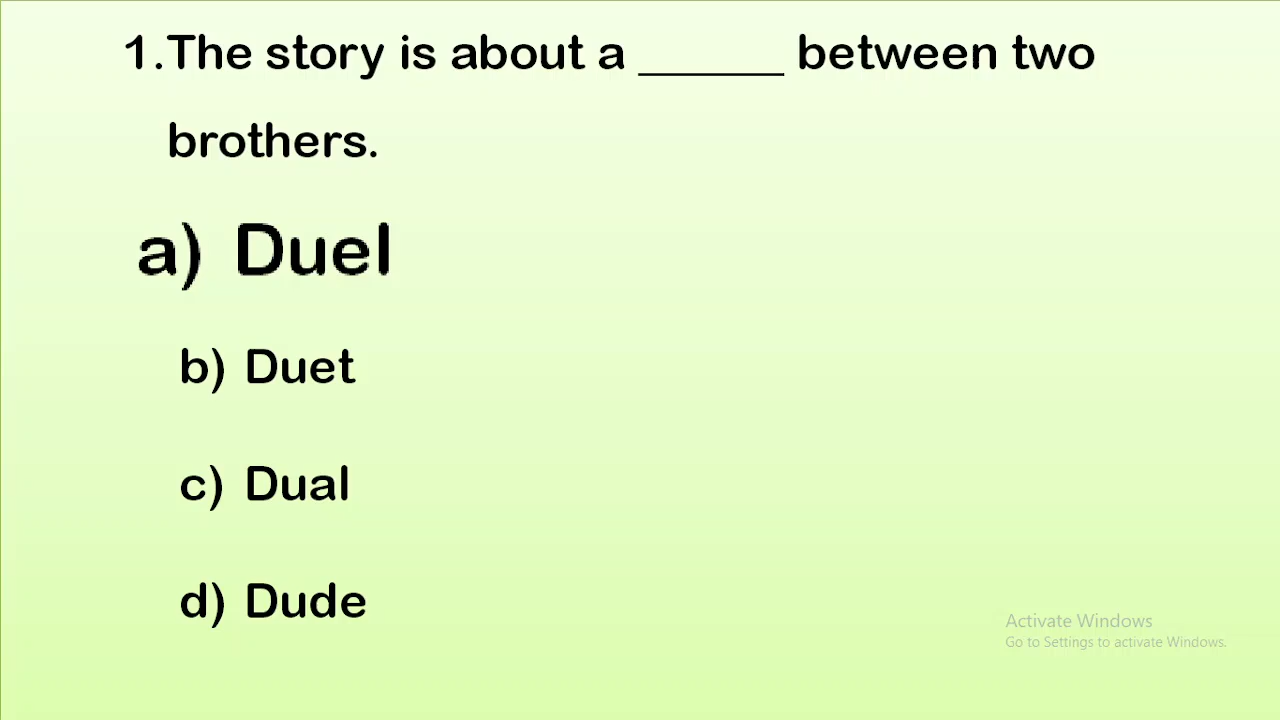 1.The story is about a ______ between two
brothers.
a) Duel
b) Duet
c) Dual
d) Dude
Activate Windows
Go to Settings to activate Windows.